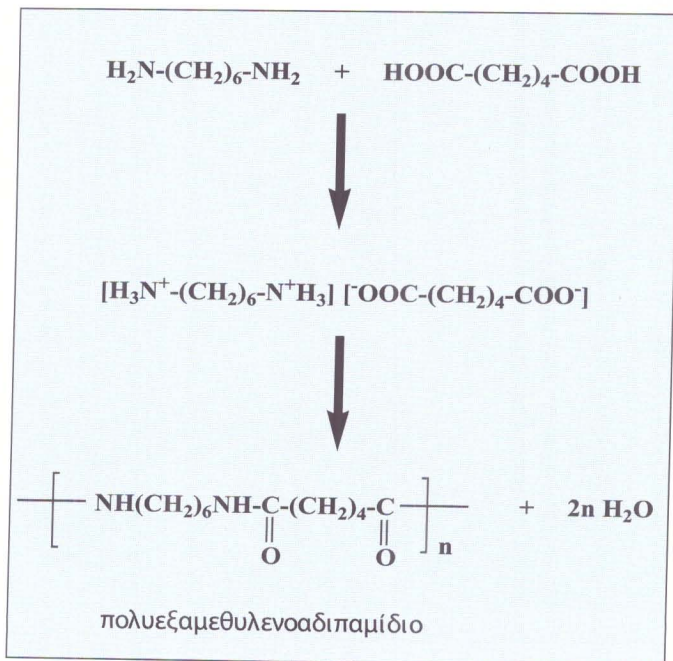 H₂N-(CH₂)₆-NH₂ + HOOC-(CH₂)₄-COOH
[H₃N⁺-(CH₂)₆-N⁺H₃] [⁻OOC-(CH₂)₄-COO⁻]
NH(CH₂)₆NH-C-(CH₂)₄-C n + 2n H₂O
O O
πολυεξαμεθυλενοαδιπαμίδιο